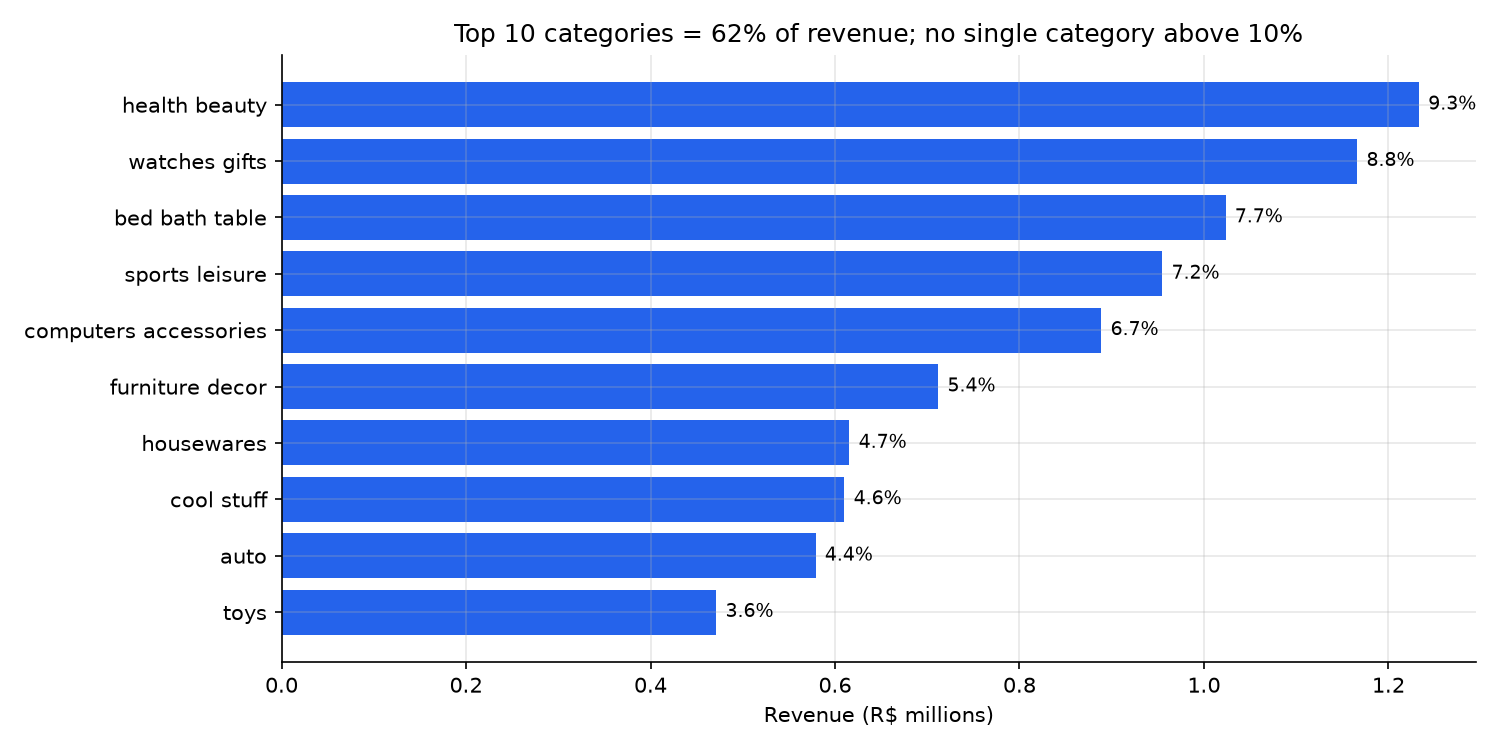 Top 10 categories = 62% of revenue; no single category above 10%
health beauty 9.3%
watches gifts 8.8%
bed bath table 7.7%
sports leisure 7.2%
computers accessories 6.7%
furniture decor 5.4%
housewares 4.7%
cool stuff 4.6%
auto 4.4%
toys 3.6%
0.0 0.2 0.4 0.6 0.8 1.0 1.2
Revenue (R$ millions)